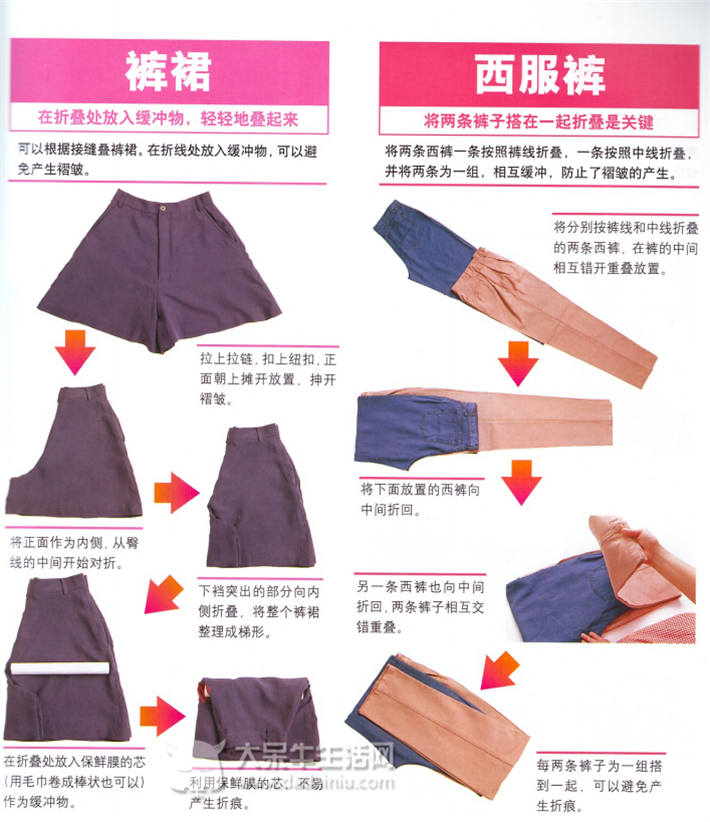 裤裙
在折叠处放入缓冲物，轻轻地叠起来
可以根据接缝叠裤裙。在折线处放入缓冲物，可以避
免产生褶皱。
拉上拉链，扣上纽扣，正
面朝上摊开放置，抻开
褶皱。
将正面作为内侧，从臀
线的中间开始对折。
下裆突出的部分向内
侧折叠，将整个裤裙
整理成梯形。
在折叠处放入保鲜膜的芯
(用毛巾卷成棒状也可以)
作为缓冲物。
利用保鲜膜的芯，不易
产生折痕。
西服裤
将两条裤子搭在一起折叠是关键
将两条西裤一条按照裤线折叠，一条按照中线折叠，
并将两条为一组，相互缓冲，防止了褶皱的产生。
将分别按裤线和中线折叠
的两条西裤，在裤的中间
相互错开重叠放置。
将下面放置的西裤向
中间折回。
另一条西裤也向中间
折回，两条裤子相互交
错重叠。
每两条裤子为一组搭
到一起，可以避免产
生折痕。
大呆牛生活网